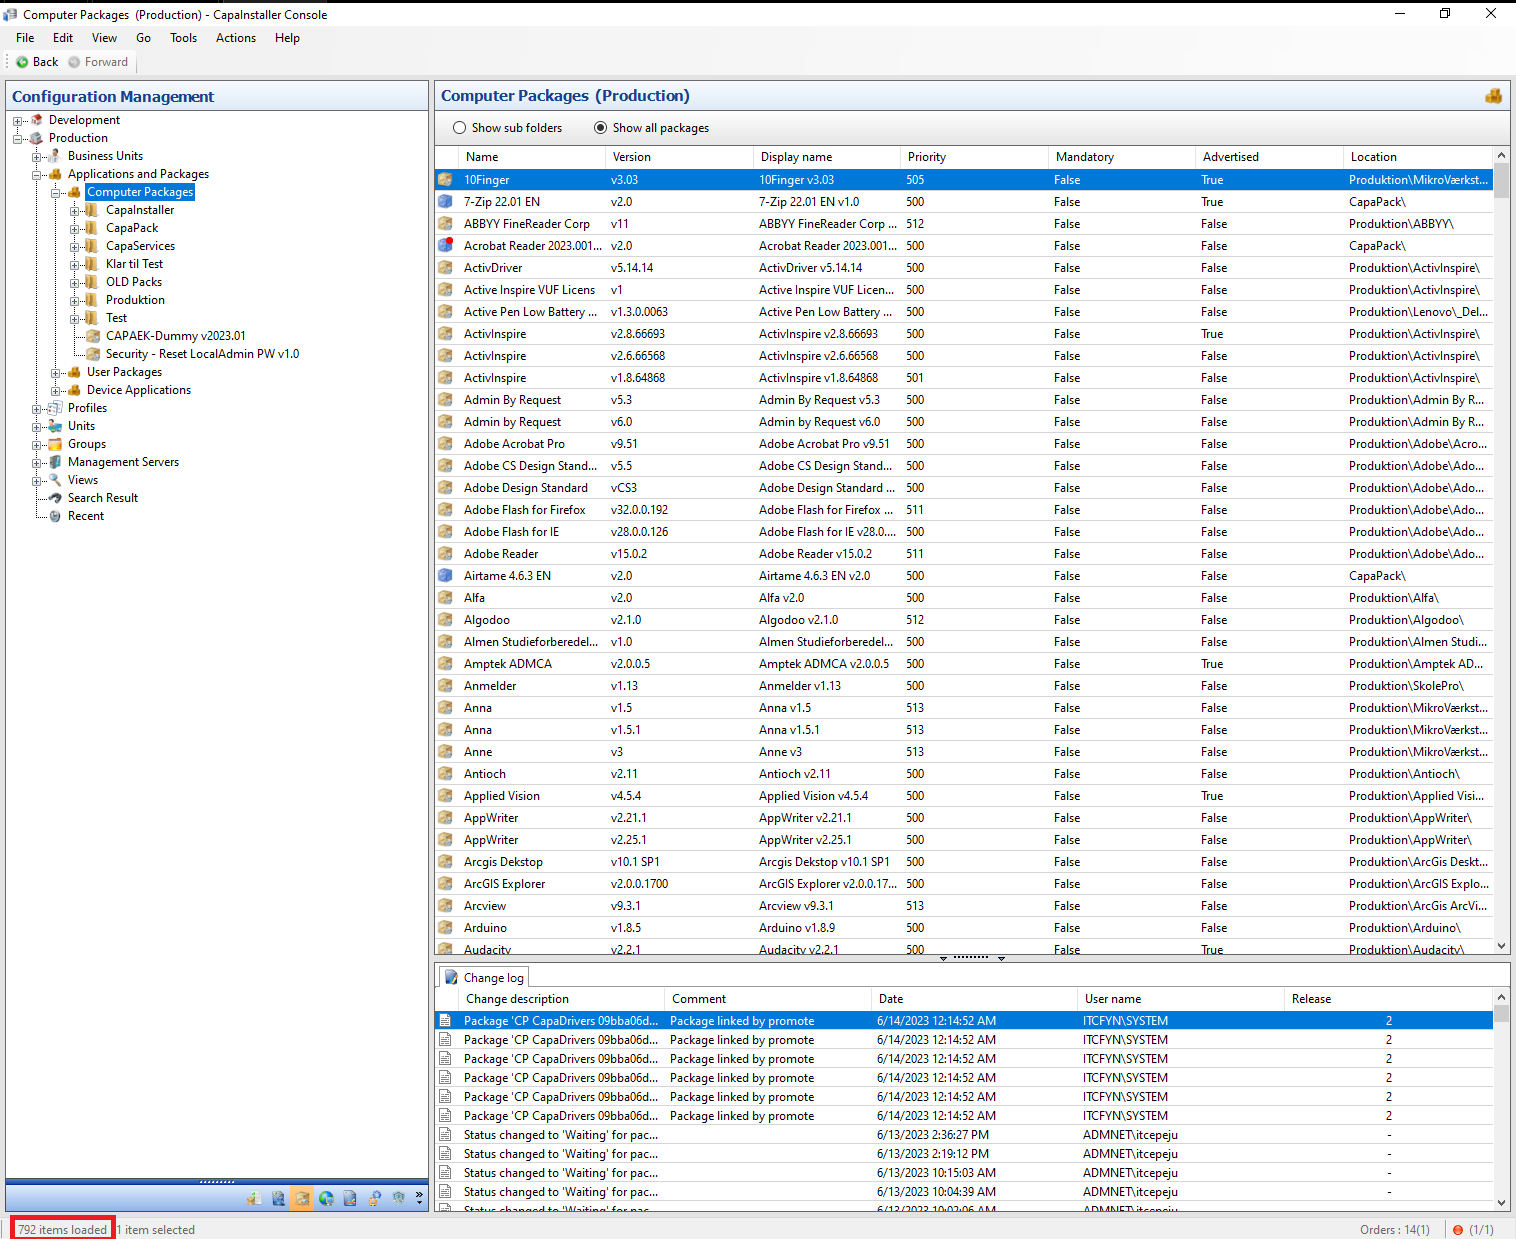 Computer Packages  (Production) - CapaInstaller Console
File Edit View Go Tools Actions Help
Back Forward
Configuration Management
Development
Production
Business Units
Applications and Packages
Computer Packages
CapaInstaller
CapaPack
CapaServices
Klar til Test
OLD Packs
Produktion
Test
CAPAEK-Dummy v2023.01
Security - Reset LocalAdmin PW v1.0
User Packages
Device Applications
Profiles
Units
Groups
Management Servers
Views
Search Result
Recent
Computer Packages (Production)
Show sub folders Show all packages
Name Version Display name Priority Mandatory Advertised Location
10Finger v3.03 10Finger v3.03 505 False True Produktion\MikroVærkst...
7-Zip 22.01 EN v2.0 7-Zip 22.01 EN v1.0 500 False True CapaPack\
ABBYY FineReader Corp v11 ABBYY FineReader Corp ... 512 False False Produktion\ABBYY\
Acrobat Reader 2023.001... v2.0 Acrobat Reader 2023.001... 500 False False CapaPack\
ActivDriver v5.14.14 ActivDriver v5.14.14 500 False False Produktion\ActivInspire\
Active Inspire VUF Licens v1 Active Inspire VUF Licen... 500 False False Produktion\ActivInspire\
Active Pen Low Battery ... v1.3.0.0063 Active Pen Low Battery ... 500 False False Produktion\Lenovo\_Del...
ActivInspire v2.8.66693 ActivInspire v2.8.66693 500 False True Produktion\ActivInspire\
ActivInspire v2.6.66568 ActivInspire v2.6.66568 500 False False Produktion\ActivInspire\
ActivInspire v1.8.64868 ActivInspire v1.8.64868 501 False False Produktion\ActivInspire\
Admin By Request v5.3 Admin By Request v5.3 500 False False Produktion\Admin By R...
Admin by Request v6.0 Admin by Request v6.0 500 False False Produktion\Admin By R...
Adobe Acrobat Pro v9.51 Adobe Acrobat Pro v9.51 500 False False Produktion\Adobe\Acro...
Adobe CS Design Stand... v5.5 Adobe CS Design Stand... 500 False False Produktion\Adobe\Ado...
Adobe Design Standard vCS3 Adobe Design Standard ... 500 False False Produktion\Adobe\Ado...
Adobe Flash for Firefox v32.0.0.192 Adobe Flash for Firefox ... 511 False False Produktion\Adobe\Ado...
Adobe Flash for IE v28.0.0.126 Adobe Flash for IE v28.0.... 500 False False Produktion\Adobe\Ado...
Adobe Reader v15.0.2 Adobe Reader v15.0.2 511 False False Produktion\Adobe\Ado...
Airtame 4.6.3 EN v2.0 Airtame 4.6.3 EN v2.0 500 False False CapaPack\
Alfa v2.0 Alfa v2.0 500 False False Produktion\Alfa\
Algodoo v2.1.0 Algodoo v2.1.0 512 False False Produktion\Algodoo\
Almen Studieforberedel... v1.0 Almen Studieforberedel... 500 False False Produktion\Almen Studi...
Amptek ADMCA v2.0.0.5 Amptek ADMCA v2.0.0.5 500 False True Produktion\Amptek AD...
Anmelder v1.13 Anmelder v1.13 500 False False Produktion\SkolePro\
Anna v1.5 Anna v1.5 513 False False Produktion\MikroVærkst...
Anna v1.5.1 Anna v1.5.1 513 False False Produktion\MikroVærkst...
Anne v3 Anne v3 513 False False Produktion\MikroVærkst...
Antioch v2.11 Antioch v2.11 500 False False Produktion\Antioch\
Applied Vision v4.5.4 Applied Vision v4.5.4 500 False True Produktion\Applied Visi...
AppWriter v2.21.1 AppWriter v2.21.1 500 False False Produktion\AppWriter\
AppWriter v2.25.1 AppWriter v2.25.1 500 False False Produktion\AppWriter\
Arcgis Dekstop v10.1 SP1 Arcgis Dekstop v10.1 SP1 500 False False Produktion\ArcGis Deskt...
ArcGIS Explorer v2.0.0.1700 ArcGIS Explorer v2.0.0.17... 500 False False Produktion\ArcGIS Explo...
Arcview v9.3.1 Arcview v9.3.1 513 False False Produktion\ArcGis ArcVi...
Arduino v1.8.5 Arduino v1.8.9 500 False False Produktion\Arduino\
Audacity v2.2.1 Audacity v2.2.1 500 False True Produktion\Audacity\
Change log
Change description Comment Date User name Release
Package 'CP CapaDrivers 09bba06d... Package linked by promote 6/14/2023 12:14:52 AM ITCFYN\SYSTEM 2
Package 'CP CapaDrivers 09bba06d... Package linked by promote 6/14/2023 12:14:52 AM ITCFYN\SYSTEM 2
Package 'CP CapaDrivers 09bba06d... Package linked by promote 6/14/2023 12:14:52 AM ITCFYN\SYSTEM 2
Package 'CP CapaDrivers 09bba06d... Package linked by promote 6/14/2023 12:14:52 AM ITCFYN\SYSTEM 2
Package 'CP CapaDrivers 09bba06d... Package linked by promote 6/14/2023 12:14:52 AM ITCFYN\SYSTEM 2
Package 'CP CapaDrivers 09bba06d... Package linked by promote 6/14/2023 12:14:52 AM ITCFYN\SYSTEM 2
Status changed to 'Waiting' for pac... 6/13/2023 2:36:27 PM ADMNET\itcepeju -
Status changed to 'Waiting' for pac... 6/13/2023 2:19:12 PM ADMNET\itcepeju -
Status changed to 'Waiting' for pac... 6/13/2023 10:15:03 AM ADMNET\itcepeju -
Status changed to 'Waiting' for pac... 6/13/2023 10:04:39 AM ADMNET\itcepeju -
Status changed to 'Waiting' for pac... 6/13/2023 10:02:06 AM ADMNET\itcepeju
792 items loaded 1 item selected Orders : 14(1) (1/1)